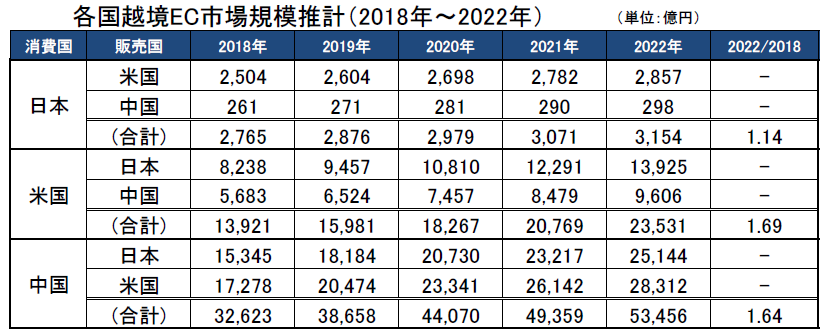 各国越境EC市場規模推計(2018年～2022年) (単位:億円)
消費国 販売国 2018年 2019年 2020年 2021年 2022年 2022/2018
日本 米国 2,504 2,604 2,698 2,782 2,857 －
中国 261 271 281 290 298 －
(合計) 2,765 2,876 2,979 3,071 3,154 1.14
米国 日本 8,238 9,457 10,810 12,291 13,925 －
中国 5,683 6,524 7,457 8,479 9,606 －
(合計) 13,921 15,981 18,267 20,769 23,531 1.69
中国 日本 15,345 18,184 20,730 23,217 25,144 －
米国 17,278 20,474 23,341 26,142 28,312 －
(合計) 32,623 38,658 44,070 49,359 53,456 1.64